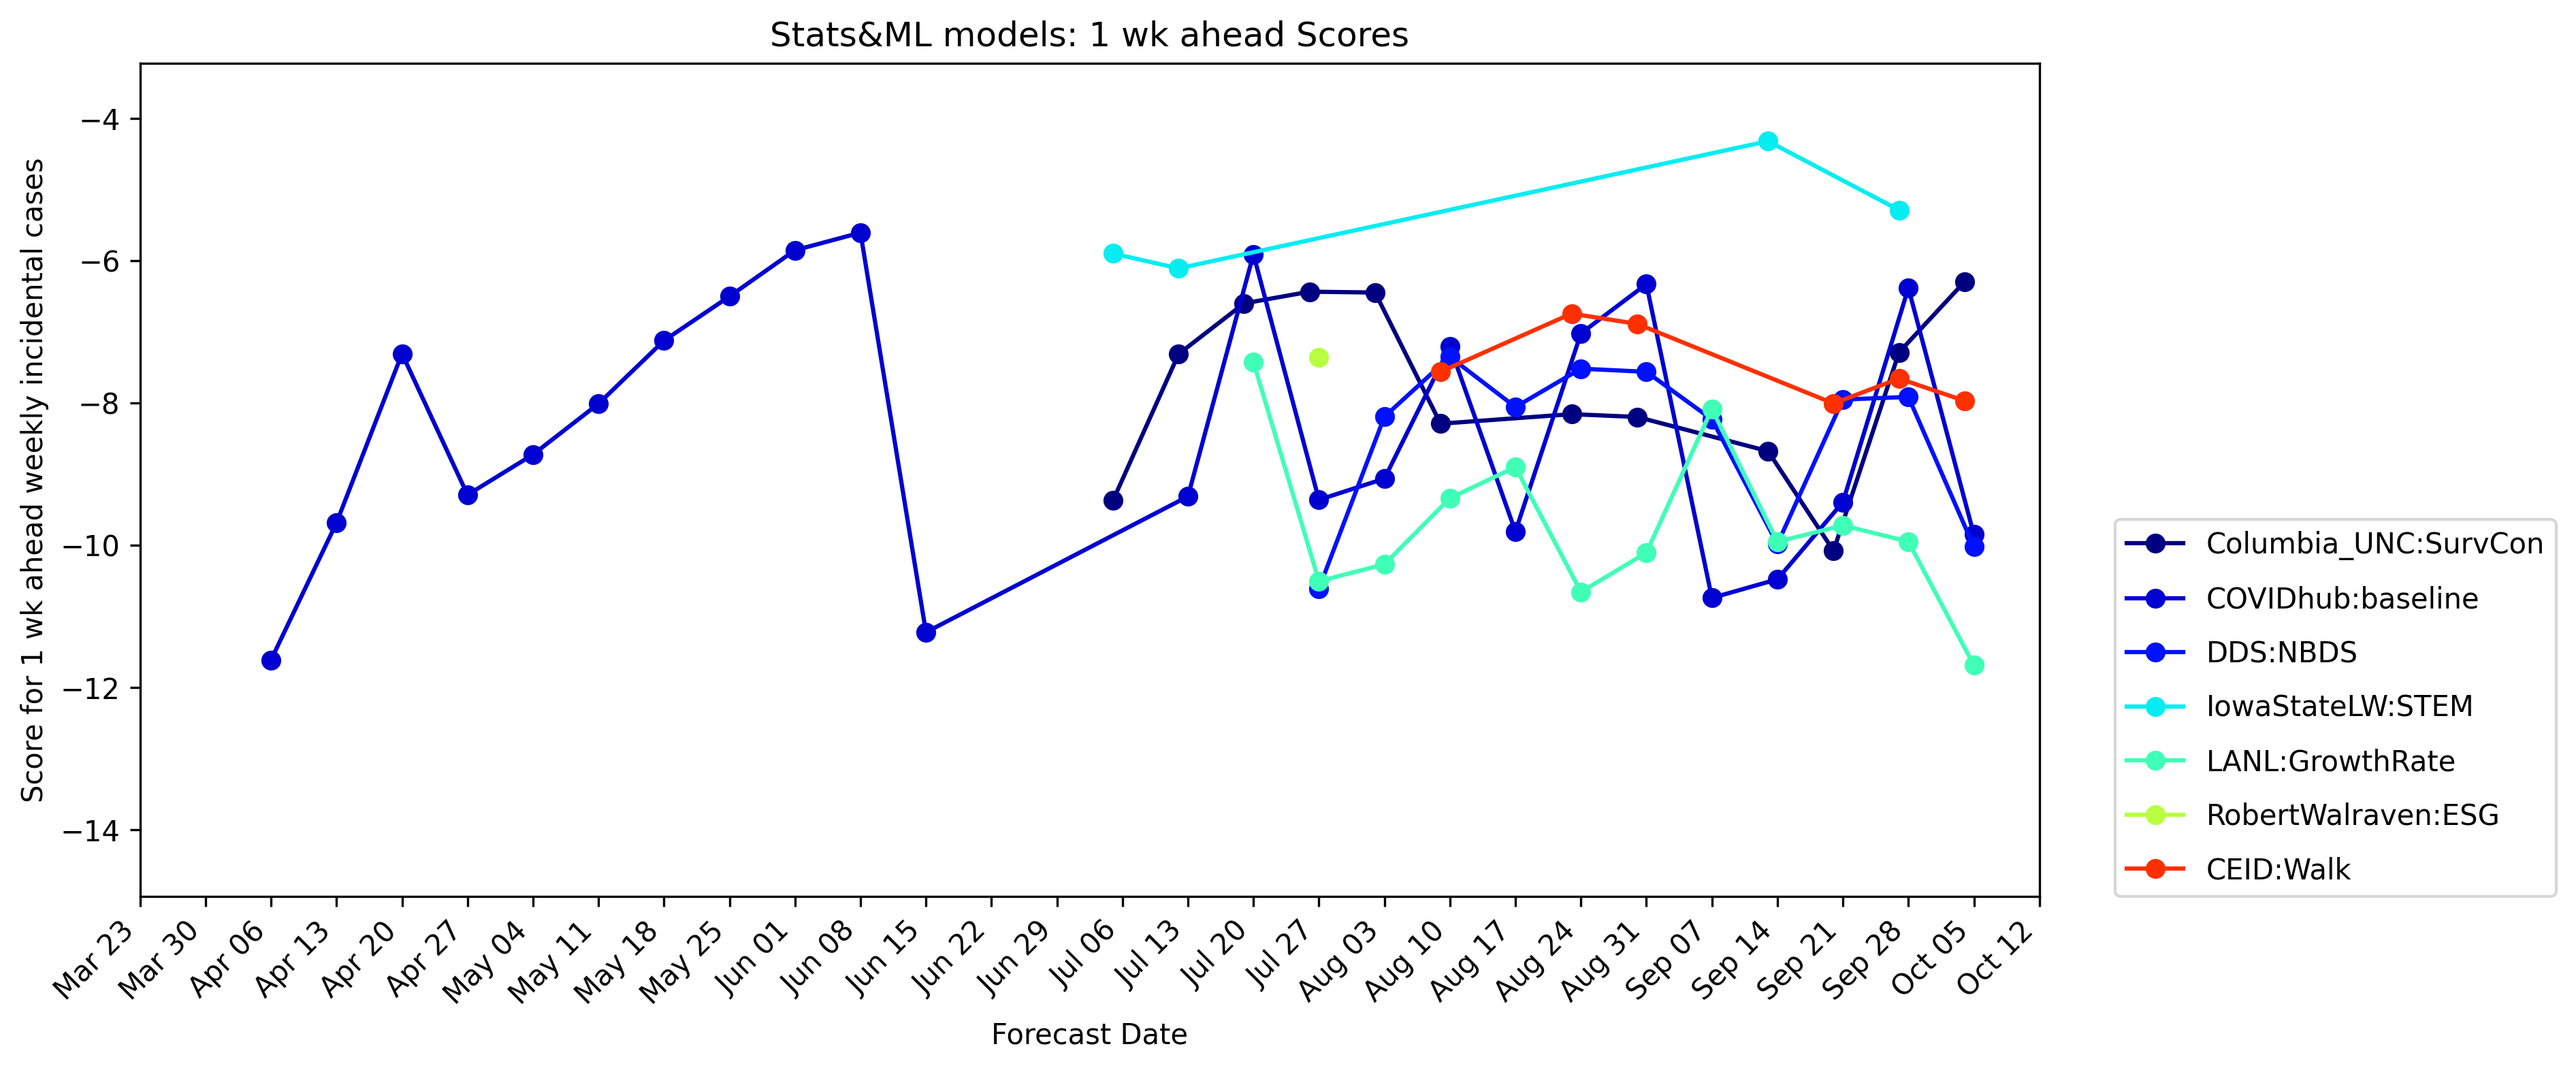 Stats&ML models: 1 wk ahead Scores
Score for 1 wk ahead weekly incidental cases
−4
−6
−8
−10
−12
−14
Mar 23
Mar 30
Apr 06
Apr 13
Apr 20
Apr 27
May 04
May 11
May 18
May 25
Jun 01
Jun 08
Jun 15
Jun 22
Jun 29
Jul 06
Jul 13
Jul 20
Jul 27
Aug 03
Aug 10
Aug 17
Aug 24
Aug 31
Sep 07
Sep 14
Sep 21
Sep 28
Oct 05
Oct 12
Forecast Date
Columbia_UNC:SurvCon
COVIDhub:baseline
DDS:NBDS
IowaStateLW:STEM
LANL:GrowthRate
RobertWalraven:ESG
CEID:Walk